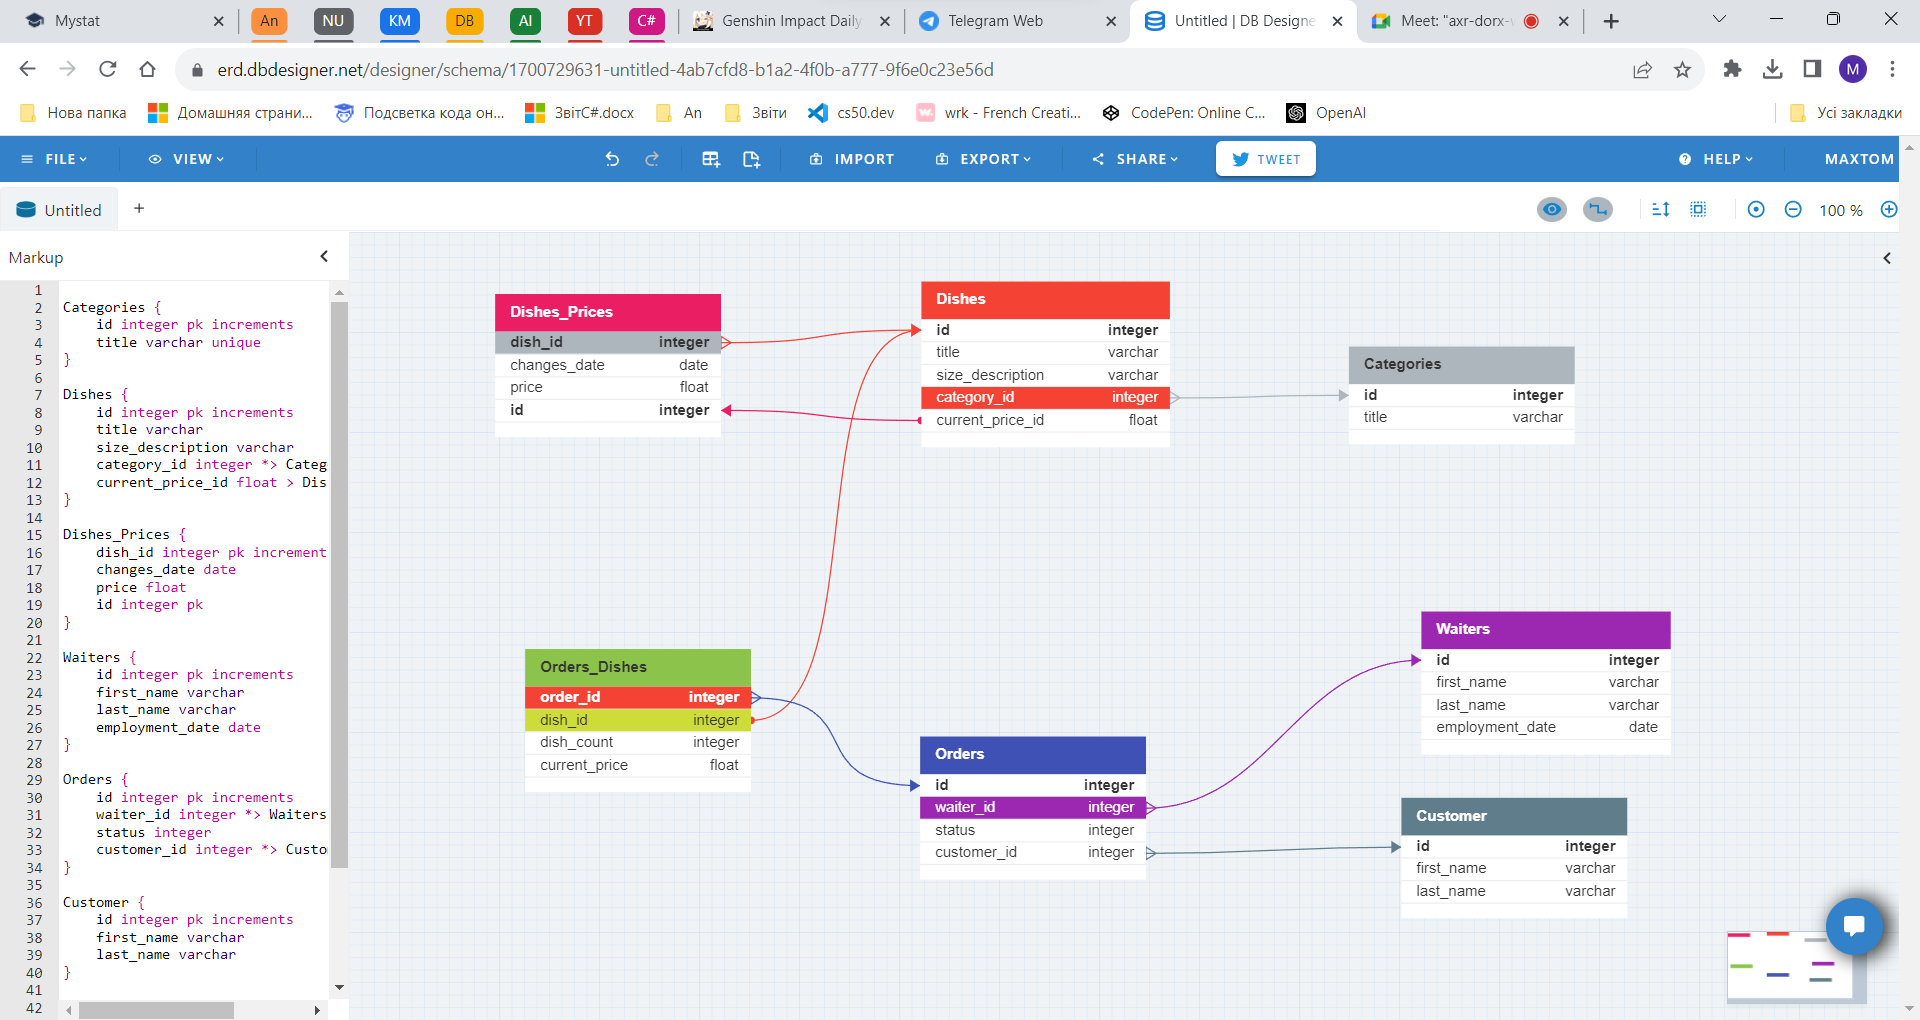 Mystat
An
NU
KM
DB
AI
YT
C#
Genshin Impact Daily
Telegram Web
Untitled | DB Designe
Meet: "axr-dorx-
erd.dbdesigner.net/designer/schema/1700729631-untitled-4ab7cfd8-b1a2-4f0b-a777-9f6e0c23e56d
M
Нова папка
Домашняя страни...
Подсветка кода он...
ЗвітC#.docx
An
Звіти
cs50.dev
wrk - French Creati...
CodePen: Online C...
OpenAI
Усі закладки
FILE
VIEW
IMPORT
EXPORT
SHARE
TWEET
HELP
MAXTOM
Untitled
+
100 %
Markup
1
2 Categories {
3 id integer pk increments
4 title varchar unique
5 }
6
7 Dishes {
8 id integer pk increments
9 title varchar
10 size_description varchar
11 category_id integer *> Categ
12 current_price_id float > Dis
13 }
14
15 Dishes_Prices {
16 dish_id integer pk increment
17 changes_date date
18 price float
19 id integer pk
20 }
21
22 Waiters {
23 id integer pk increments
24 first_name varchar
25 last_name varchar
26 employment_date date
27 }
28
29 Orders {
30 id integer pk increments
31 waiter_id integer *> Waiters
32 status integer
33 customer_id integer *> Custo
34 }
35
36 Customer {
37 id integer pk increments
38 first_name varchar
39 last_name varchar
40 }
41
42
Dishes_Prices
dish_id integer
changes_date date
price float
id integer
Dishes
id integer
title varchar
size_description varchar
category_id integer
current_price_id float
Categories
id integer
title varchar
Orders_Dishes
order_id integer
dish_id integer
dish_count integer
current_price float
Orders
id integer
waiter_id integer
status integer
customer_id integer
Waiters
id integer
first_name varchar
last_name varchar
employment_date date
Customer
id integer
first_name varchar
last_name varchar